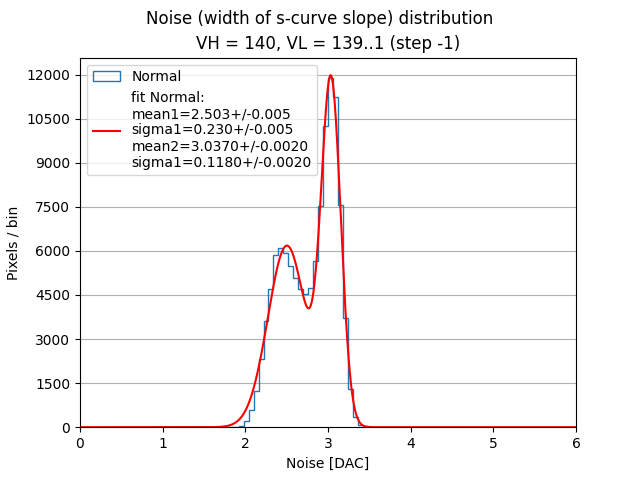 Noise (width of s-curve slope) distribution
VH = 140, VL = 139..1 (step -1)
Normal
fit Normal:
mean1=2.503+/-0.005
sigma1=0.230+/-0.005
mean2=3.0370+/-0.0020
sigma1=0.1180+/-0.0020
Pixels / bin
12000
10500
9000
7500
6000
4500
3000
1500
0
0 1 2 3 4 5 6
Noise [DAC]